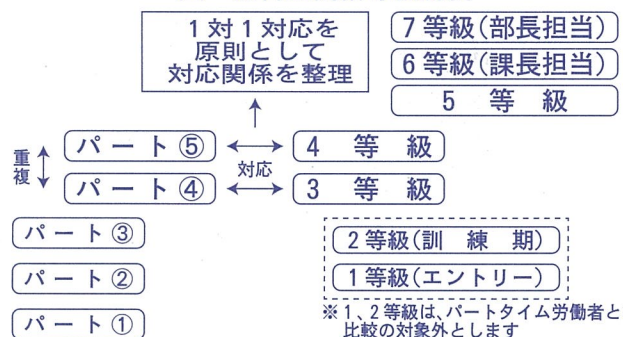 1対1対応を
原則として
対応関係を整理
7等級(部長担当)
6等級(課長担当)
5 等 級
重複
パ ー ト ⑤
対応
4 等 級
パ ー ト ④
3 等 級
パ ー ト ③
パ ー ト ②
パ ー ト ①
2等級(訓 練 期)
1等級(エントリー)
※1、2等級は、パートタイム労働者と
比較の対象外とします